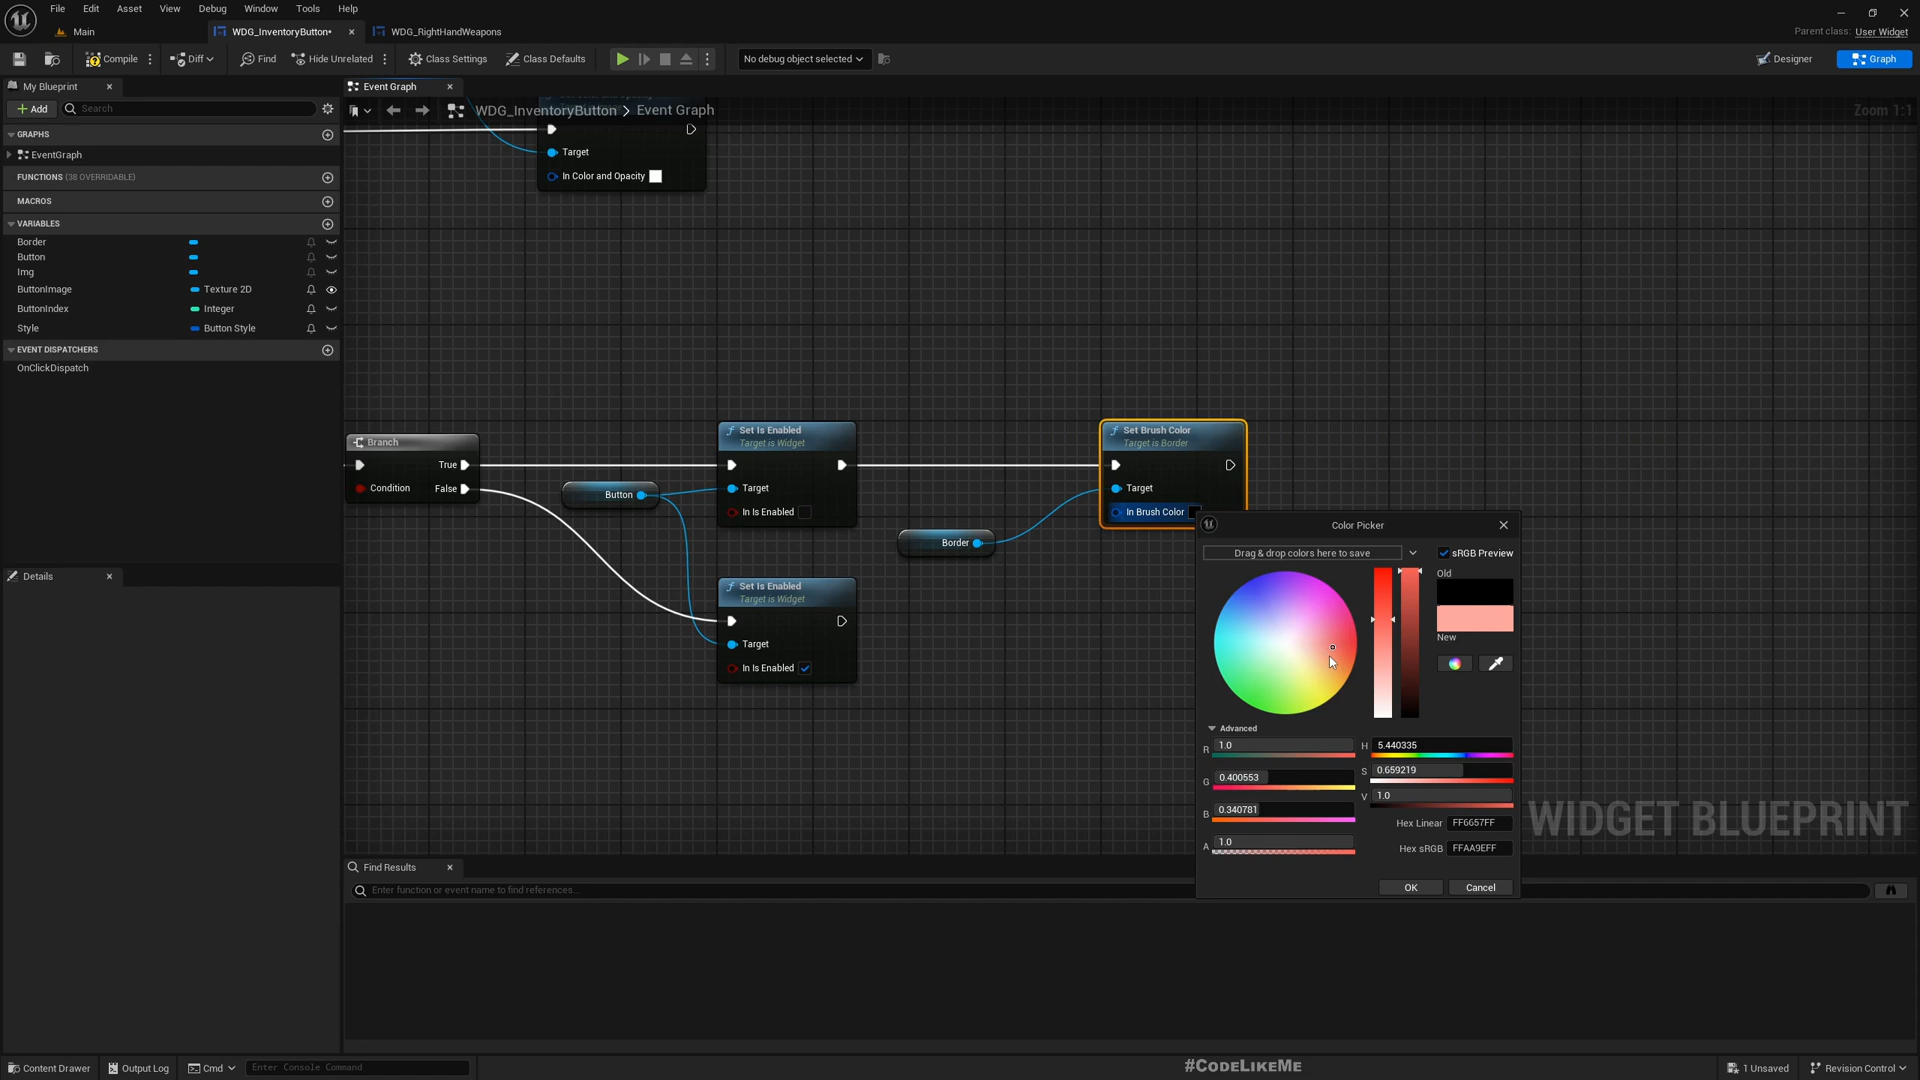 File Edit Asset View Debug Window Tools Help
Main WDG_InventoryButton• WDG_RightHandWeapons
Parent class: User Widget
Compile Diff Find Hide Unrelated Class Settings Class Defaults No debug object selected Designer Graph
My Blueprint Event Graph
Add Search
WDG_InventoryButton > Event Graph Zoom 1:1
GRAPHS
EventGraph
FUNCTIONS (38 OVERRIDABLE)
MACROS
VARIABLES
Border
Button
Img
ButtonImage Texture 2D
ButtonIndex Integer
Style Button Style
EVENT DISPATCHERS
OnClickDispatch
Details
Target
In Color and Opacity
Branch
True
Condition False
Button
Set Is Enabled
Target is Widget
Target
In Is Enabled
Set Is Enabled
Target is Widget
Target
In Is Enabled
Border
Set Brush Color
Target is Border
Target
In Brush Color
Color Picker
Drag & drop colors here to save sRGB Preview
Old
New
Advanced
R 1.0 H 5.440335
G 0.400553 S 0.659219
B 0.340781 V 1.0
A 1.0
Hex Linear FF6657FF
Hex sRGB FFAA9EFF
OK Cancel
WIDGET BLUEPRINT
Find Results
Enter function or event name to find references...
Content Drawer Output Log Cmd Enter Console Command
#CODELIKEME
1 Unsaved Revision Control